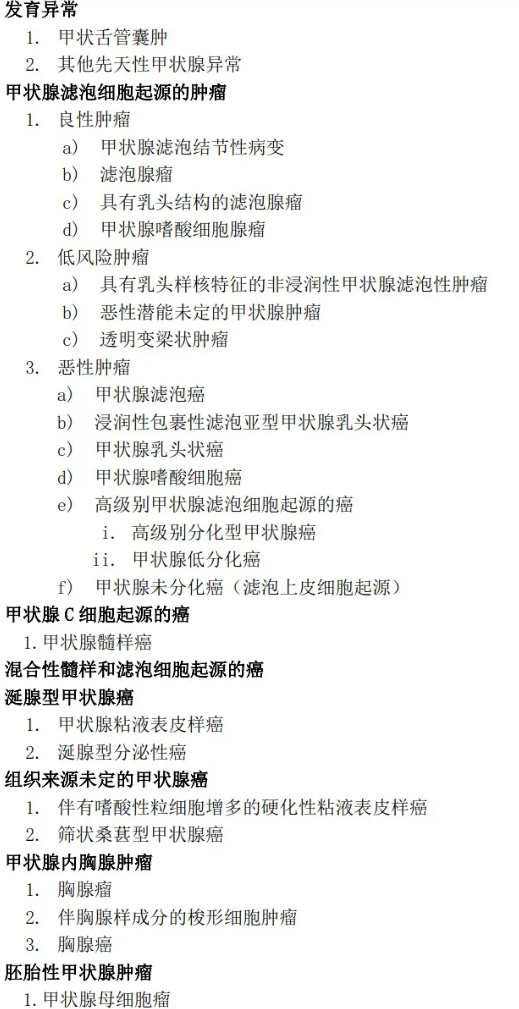 发育异常
1. 甲状舌管囊肿
2. 其他先天性甲状腺异常
甲状腺滤泡细胞起源的肿瘤
1. 良性肿瘤
a) 甲状腺滤泡结节性病变
b) 滤泡腺瘤
c) 具有乳头结构的滤泡腺瘤
d) 甲状腺嗜酸细胞腺瘤
2. 低风险肿瘤
a) 具有乳头样核特征的非浸润性甲状腺滤泡性肿瘤
b) 恶性潜能未定的甲状腺肿瘤
c) 透明变梁状肿瘤
3. 恶性肿瘤
a) 甲状腺滤泡癌
b) 浸润性包裹性滤泡亚型甲状腺乳头状癌
c) 甲状腺乳头状癌
d) 甲状腺嗜酸细胞癌
e) 高级别甲状腺滤泡细胞起源的癌
i. 高级别分化型甲状腺癌
ii. 甲状腺低分化癌
f) 甲状腺未分化癌（滤泡上皮细胞起源）
甲状腺 C 细胞起源的癌
1. 甲状腺髓样癌
混合性髓样和滤泡细胞起源的癌
涎腺型甲状腺癌
1. 甲状腺粘液表皮样癌
2. 涎腺型分泌性癌
组织来源未定的甲状腺癌
1. 伴有嗜酸性粒细胞增多的硬化性粘液表皮样癌
2. 筛状桑葚型甲状腺癌
甲状腺内胸腺肿瘤
1. 胸腺瘤
2. 伴胸腺样成分的梭形细胞肿瘤
3. 胸腺癌
胚胎性甲状腺肿瘤
1. 甲状腺母细胞瘤